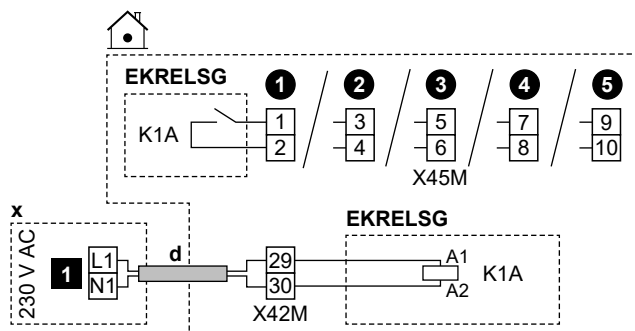 EKRELSG
1 2 3 4 5
K1A
1 3 5 7 9
2 4 6 8 10
X45M
x
230 V AC
1
L1
N1
d
29
30
X42M
EKRELSG
A1
A2
K1A